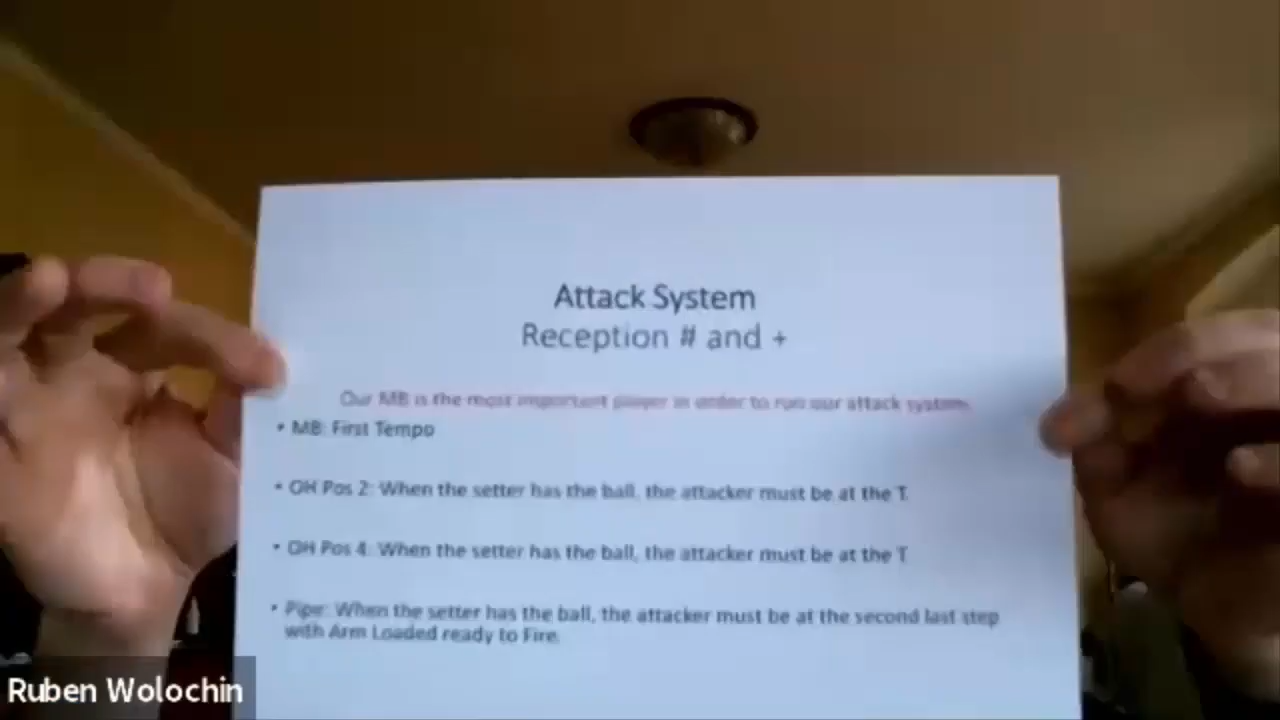 Attack System
Reception # and +
Our MB is the most important player in order to run our attack system
• MB: First Tempo
• OH Pos 2: When the setter has the ball, the attacker must be at the T.
• OH Pos 4: When the setter has the ball, the attacker must be at the T
• Pipe: When the setter has the ball, the attacker must be at the second last step
with Arm Loaded ready to Fire.
Ruben Wolochin